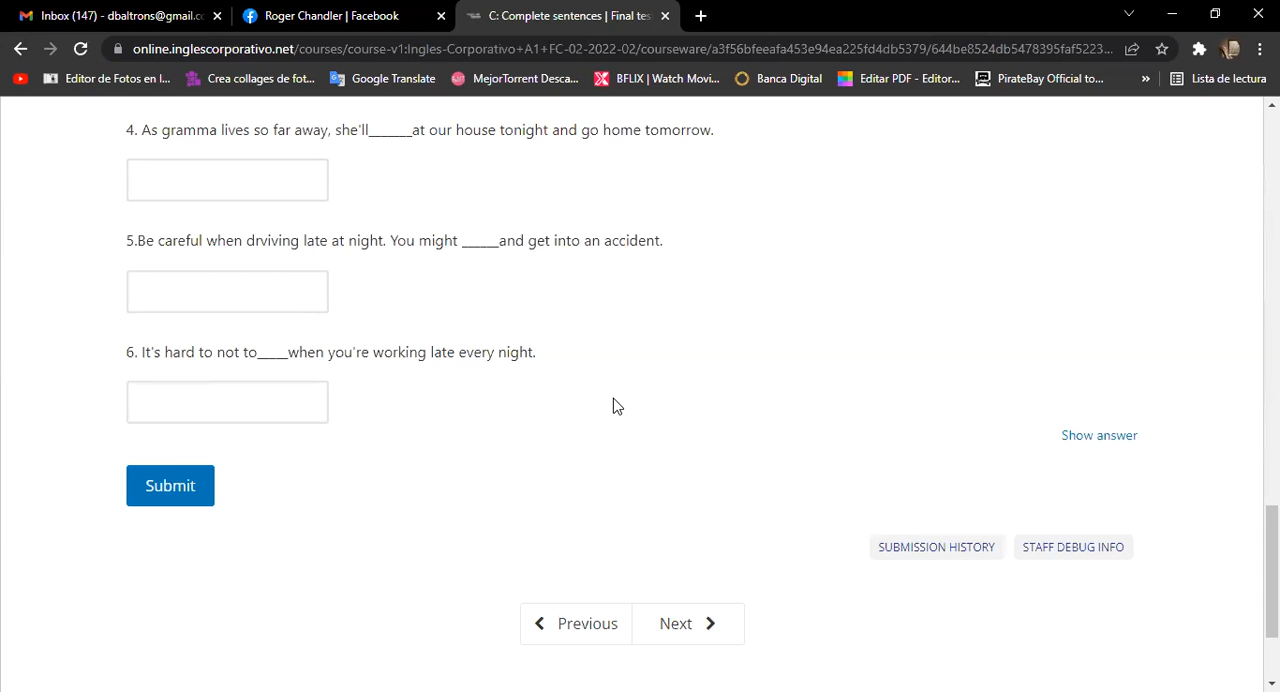 Inbox (147) - dbaltrons@gmail.cc
Roger Chandler | Facebook
C: Complete sentences | Final tes
online.inglescorporativo.net/courses/course-v1:Ingles-Corporativo+A1+FC-02-2022-02/courseware/a3f56bfeeafa453e94ea225fd4db5379/644be8524db5478395faf5223...
Editor de Fotos en l...
Crea collages de fot...
Google Translate
MejorTorrent Desca...
BFLIX | Watch Movi...
Banca Digital
Editar PDF - Editor...
PirateBay Official to...
»
Lista de lectura
4. As gramma lives so far away, she'll_______at our house tonight and go home tomorrow.
5.Be careful when drviving late at night. You might ______and get into an accident.
6. It's hard to not to_____when you're working late every night.
Show answer
Submit
SUBMISSION HISTORY
STAFF DEBUG INFO
Previous
Next